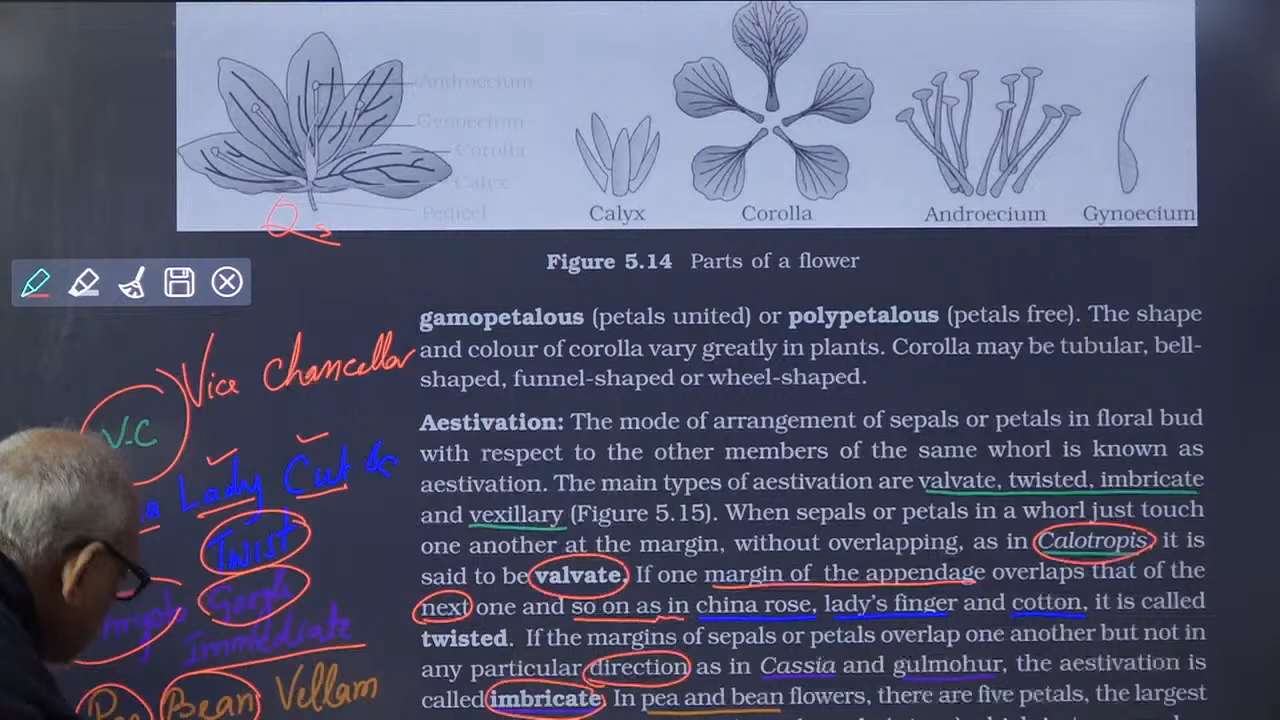 Androecium
Gynoecium
Corolla
Calyx
Pedicel
Calyx
Corolla
Androecium
Gynoecium
Figure 5.14 Parts of a flower
gamopetalous (petals united) or polypetalous (petals free). The shape
and colour of corolla vary greatly in plants. Corolla may be tubular, bell-
shaped, funnel-shaped or wheel-shaped.
Aestivation: The mode of arrangement of sepals or petals in floral bud
with respect to the other members of the same whorl is known as
aestivation. The main types of aestivation are valvate, twisted, imbricate
and vexillary (Figure 5.15). When sepals or petals in a whorl just touch
one another at the margin, without overlapping, as in Calotropis, it is
said to be valvate. If one margin of the appendage overlaps that of the
next one and so on as in china rose, lady's finger and cotton, it is called
twisted. If the margins of sepals or petals overlap one another but not in
any particular direction as in Cassia and gulmohur, the aestivation is
called imbricate. In pea and bean flowers, there are five petals, the largest
Vice Chancellor
V-C
Lady Cut
Twist
Immediate
Bean Vellam